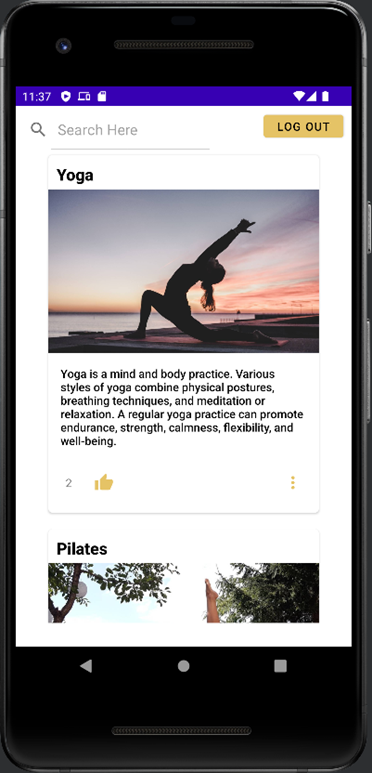 11:37
Search Here
LOG OUT
Yoga
Yoga is a mind and body practice. Various
styles of yoga combine physical postures,
breathing techniques, and meditation or
relaxation. A regular yoga practice can promote
endurance, strength, calmness, flexibility, and
well-being.
2
Pilates